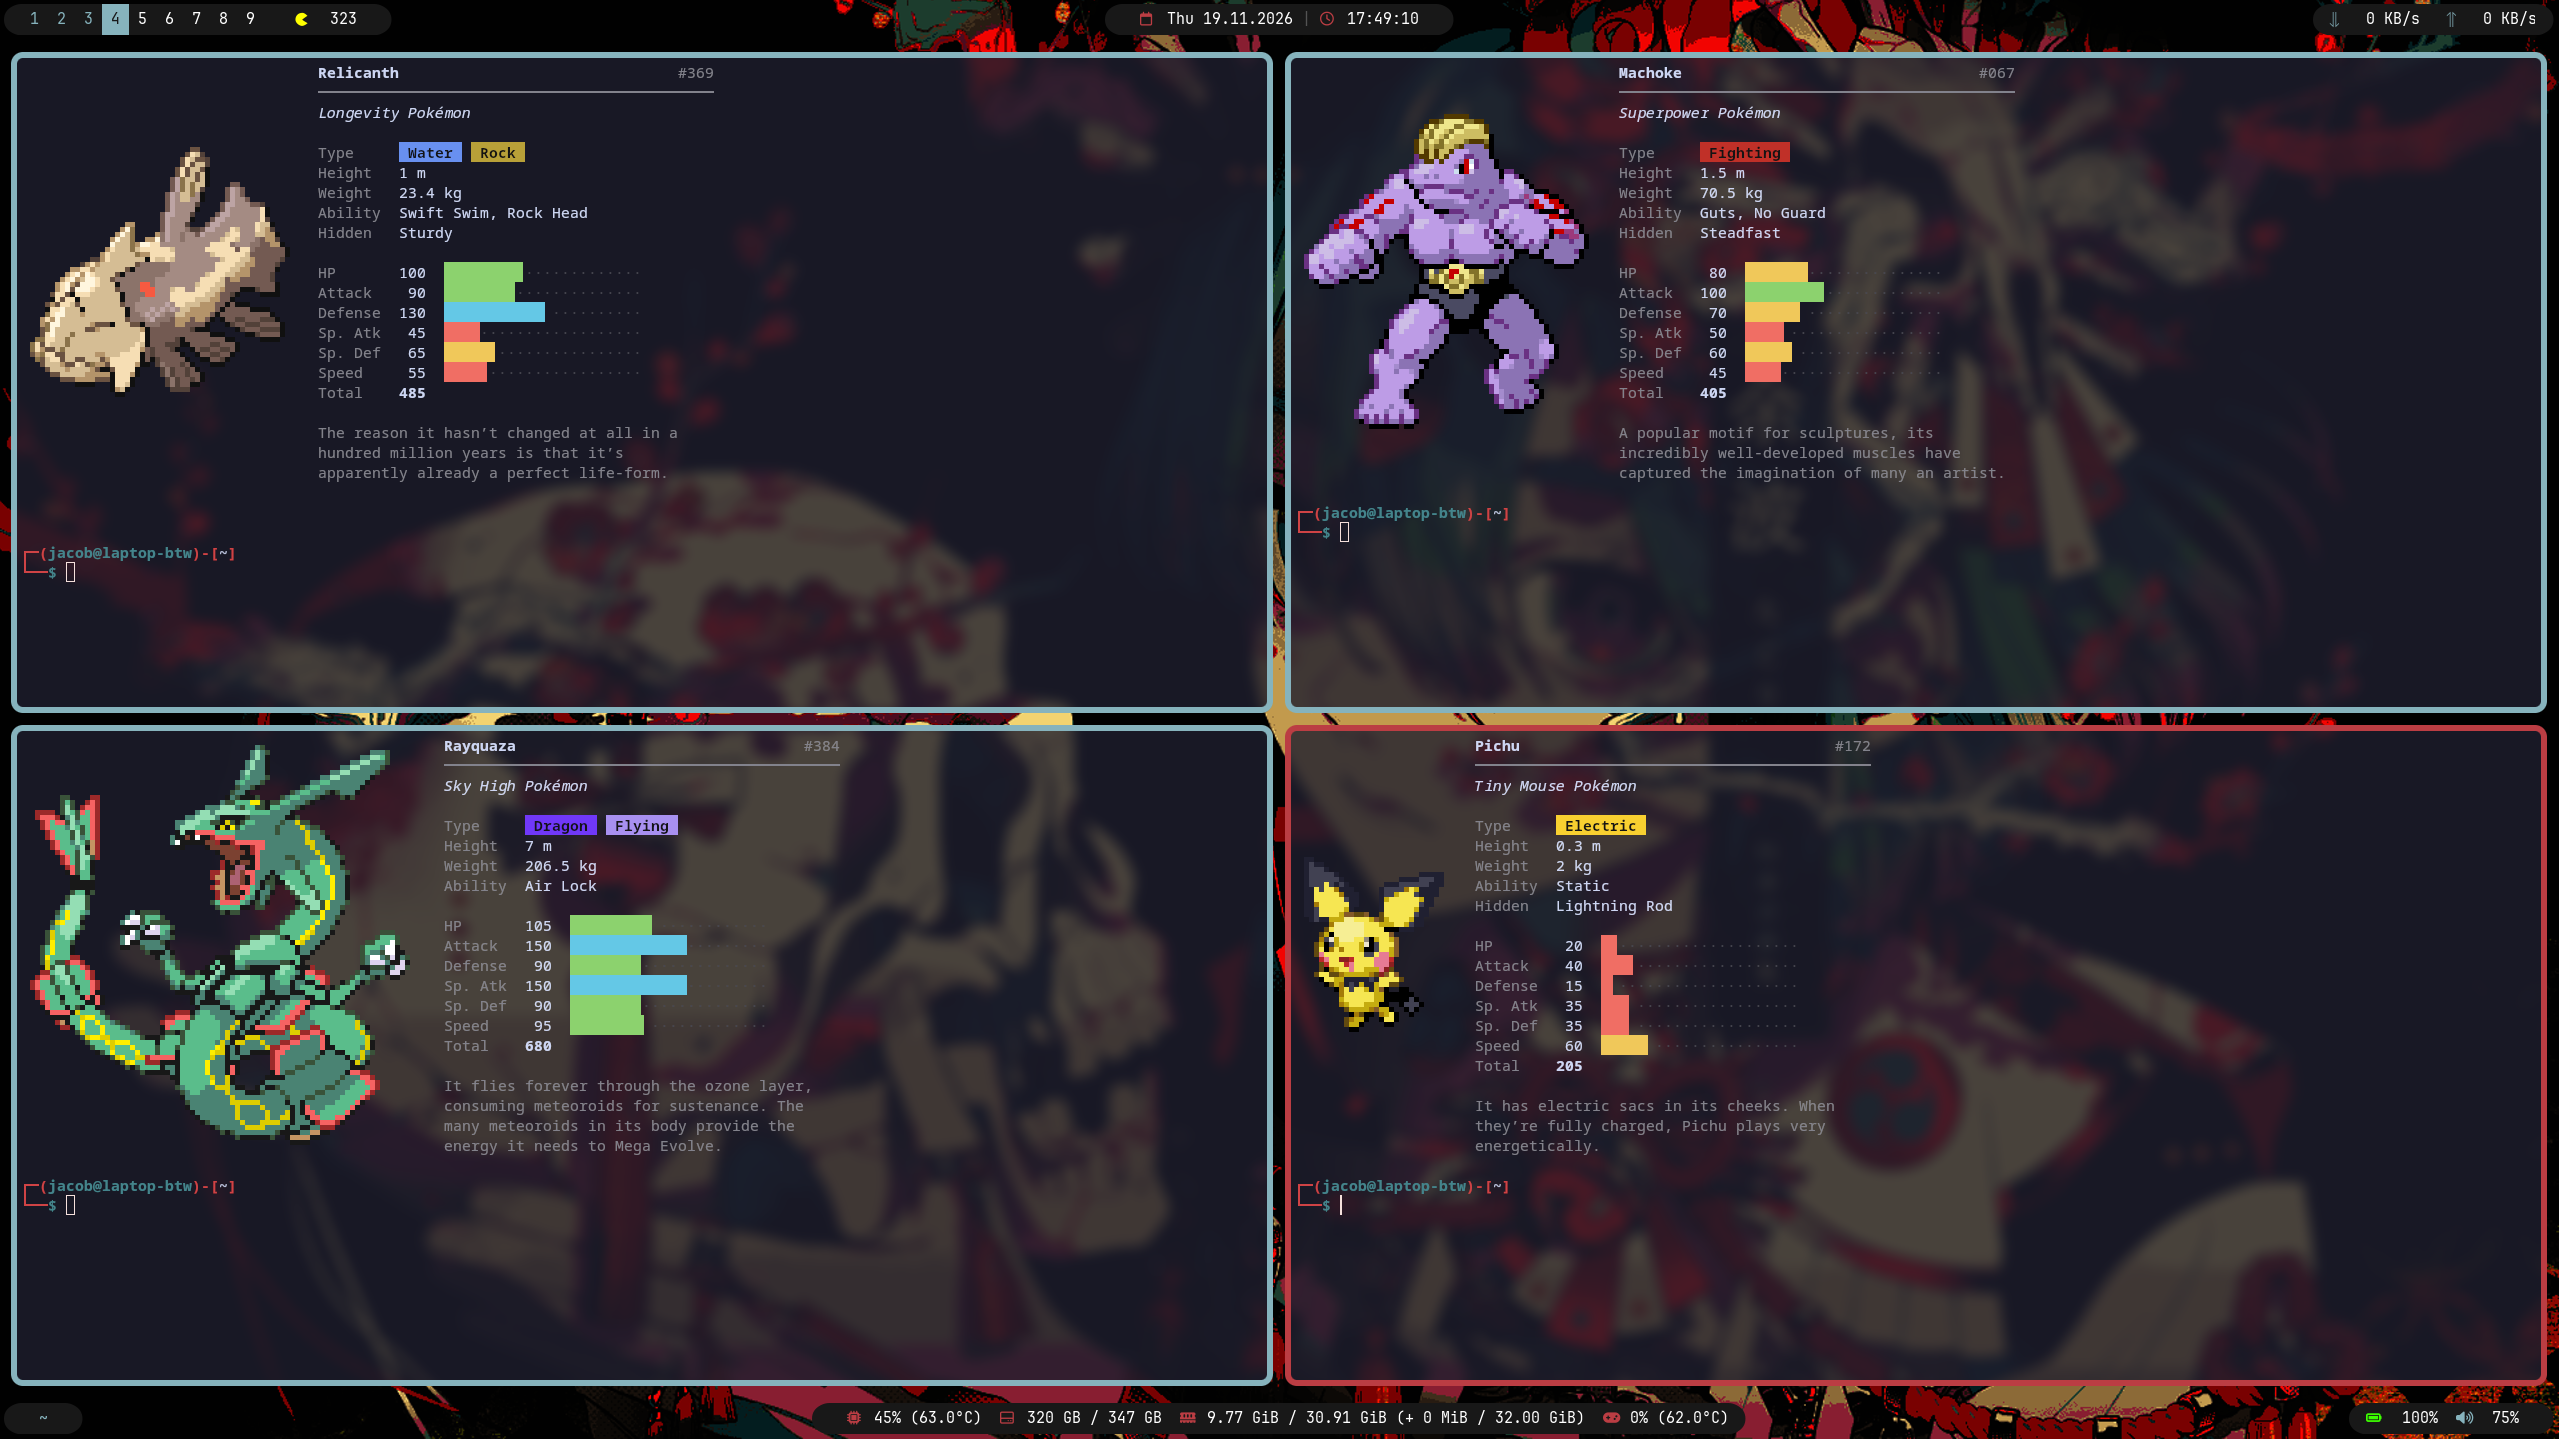 1 2 3 4 5 6 7 8 9 323
Thu 19.11.2026 | 17:49:10
0 KB/s 0 KB/s
Relicanth #369
Longevity Pokémon
Type Water Rock
Height 1 m
Weight 23.4 kg
Ability Swift Swim, Rock Head
Hidden Sturdy
HP 100
Attack 90
Defense 130
Sp. Atk 45
Sp. Def 65
Speed 55
Total 485
The reason it hasn’t changed at all in a
hundred million years is that it’s
apparently already a perfect life-form.
(jacob@laptop-btw)-[~]
$
Machoke #067
Superpower Pokémon
Type Fighting
Height 1.5 m
Weight 70.5 kg
Ability Guts, No Guard
Hidden Steadfast
HP 80
Attack 100
Defense 70
Sp. Atk 50
Sp. Def 60
Speed 45
Total 405
A popular motif for sculptures, its
incredibly well-developed muscles have
captured the imagination of many an artist.
(jacob@laptop-btw)-[~]
$
Rayquaza #384
Sky High Pokémon
Type Dragon Flying
Height 7 m
Weight 206.5 kg
Ability Air Lock
HP 105
Attack 150
Defense 90
Sp. Atk 150
Sp. Def 90
Speed 95
Total 680
It flies forever through the ozone layer,
consuming meteoroids for sustenance. The
many meteoroids in its body provide the
energy it needs to Mega Evolve.
(jacob@laptop-btw)-[~]
$
Pichu #172
Tiny Mouse Pokémon
Type Electric
Height 0.3 m
Weight 2 kg
Ability Static
Hidden Lightning Rod
HP 20
Attack 40
Defense 15
Sp. Atk 35
Sp. Def 35
Speed 60
Total 205
It has electric sacs in its cheeks. When
they’re fully charged, Pichu plays very
energetically.
(jacob@laptop-btw)-[~]
$
~
45% (63.0°C) 320 GB / 347 GB 9.77 GiB / 30.91 GiB (+ 0 MiB / 32.00 GiB) 0% (62.0°C)
100% 75%